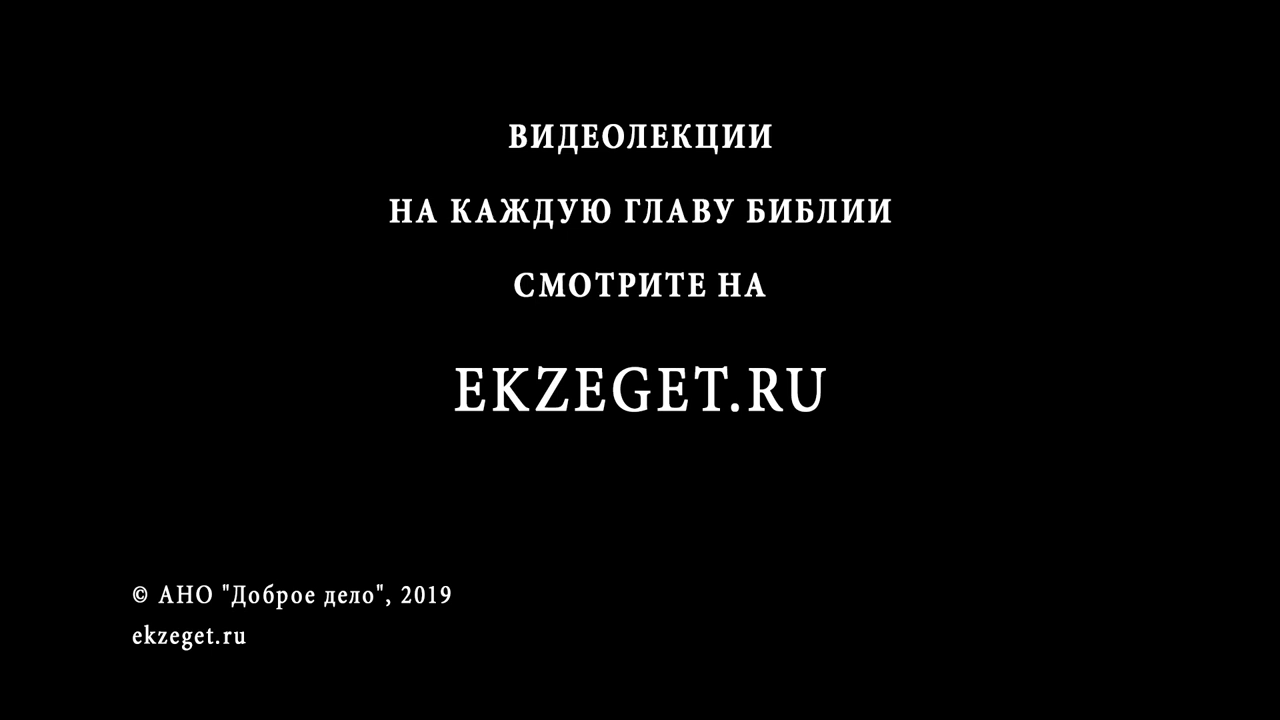 ВИДЕОЛЕКЦИИ
НА КАЖДУЮ ГЛАВУ БИБЛИИ
СМОТРИТЕ НА
EKZEGET.RU
© АНО "Доброе дело", 2019
ekzeget.ru